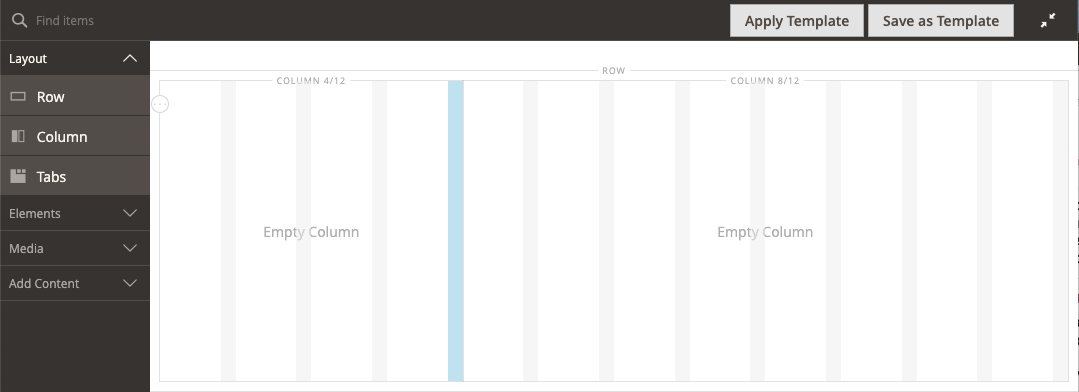 Find items
Apply Template
Save as Template
Layout
Row
Column
Tabs
Elements
Media
Add Content
ROW
COLUMN 4/12
COLUMN 8/12
Empty Column
Empty Column